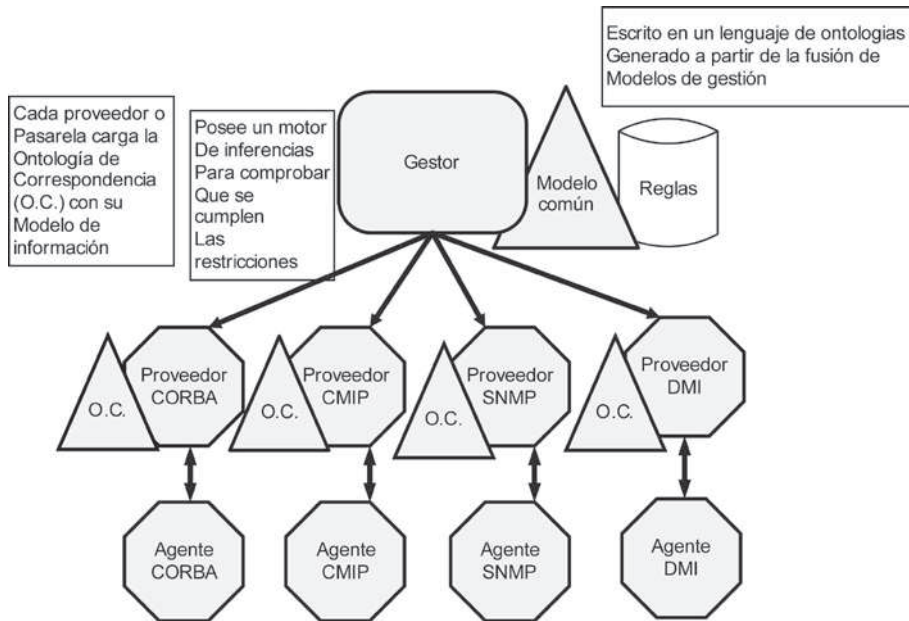 Escrito en un lenguaje de ontologias
Generado a partir de la fusión de
Modelos de gestión
Cada proveedor o
Pasarela carga la
Ontología de
Correspondencia
(O.C.) con su
Modelo de
información
Posee un motor
De inferencias
Para comprobar
Que se
cumplen
Las
restricciones
Gestor
Modelo
común
Reglas
O.C.
Proveedor
CORBA
O.C.
Proveedor
CMIP
O.C.
Proveedor
SNMP
O.C.
Proveedor
DMI
Agente
CORBA
Agente
CMIP
Agente
SNMP
Agente
DMI